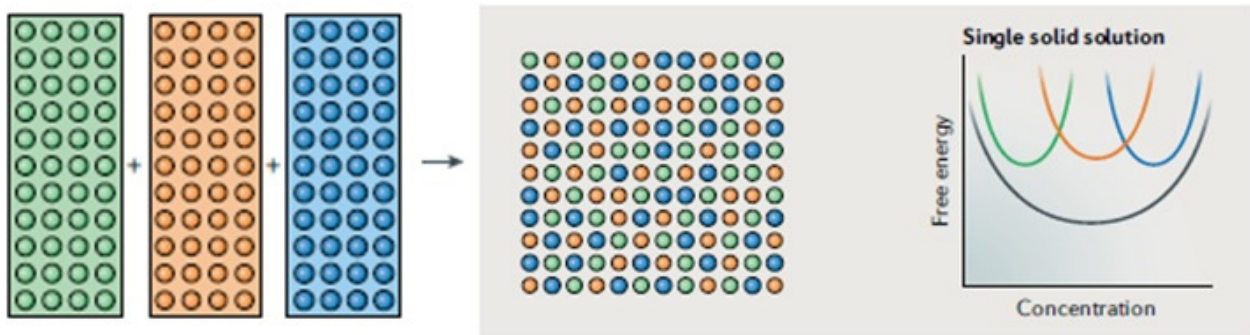 +
+
Single solid solution
Free energy
Concentration